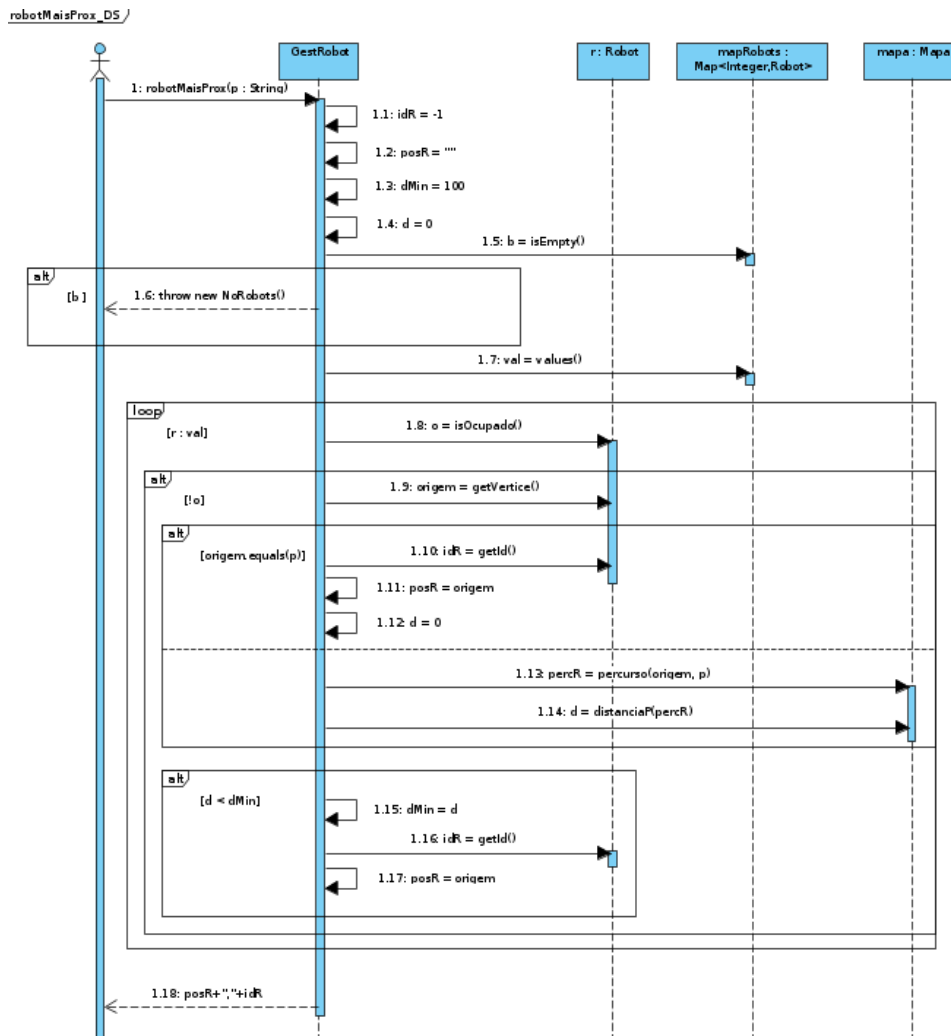 robotMaisProx_DS
GestRobot
r : Robot
mapRobots :
Map<Integer,Robot>
mapa : Mapa
1: robotMaisProx(p : String)
1.1: idR = -1
1.2: posR = ""
1.3: dMin = 100
1.4: d = 0
1.5: b = isEmpty()
alt
[b ]
1.6: throw new NoRobots()
1.7: val = values()
loop
[r : val]
1.8: o = isOcupado()
alt
[!o]
1.9: origem = getVertice()
alt
[origem.equals(p)]
1.10: idR = getId()
1.11: posR = origem
1.12: d = 0
1.13: percR = percurso(origem, p)
1.14: d = distanciaP(percR)
alt
[d < dMin]
1.15: dMin = d
1.16: idR = getId()
1.17: posR = origem
1.18: posR+","+idR